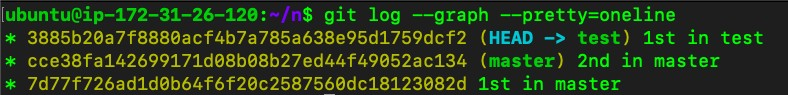 ubuntu@ip-172-31-26-120:~/n$ git log --graph --pretty=oneline
* 3885b20a7f8880acf4b7a785a638e95d1759dcf2 (HEAD -> test) 1st in test
* cce38fa142699171d08b08b27ed44f49052ac134 (master) 2nd in master
* 7d77f726ad1d0b64f6f20c2587560dc18123082d 1st in master